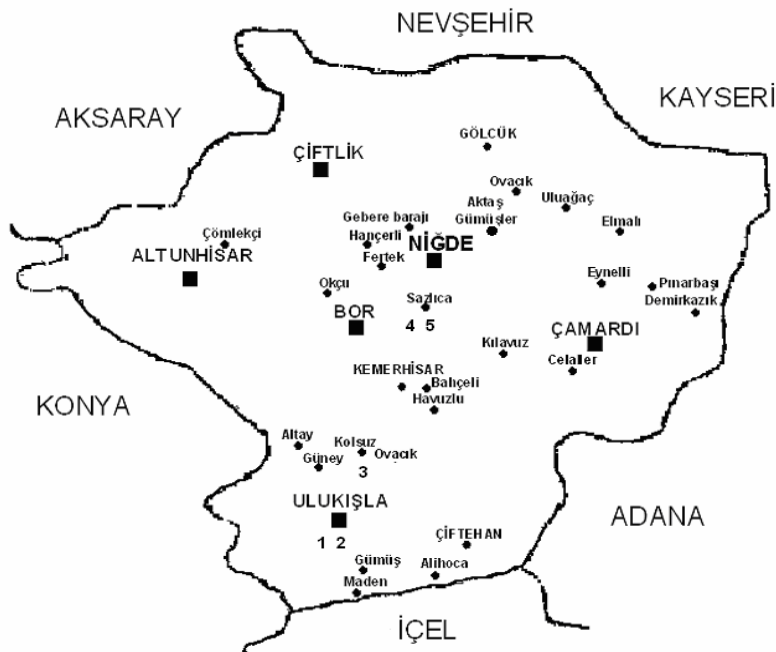 NEVŞEHİR
KAYSERİ
AKSARAY
GÖLCÜK
ÇİFTLİK
Ovacık
Aktaş
Uluağaç
Gebere barajı
Gümüşler
Elmalı
Çömlekçi
Hançerli
NİĞDE
ALTUNHİSAR
Fertek
Okçu
Eynelli
Pınarbaşı
Sazlıca
Demirkazık
BOR
4 5
ÇAMARDI
Kılavuz
KEMERHİSAR
Celaller
Bahçeli
Havuzlu
KONYA
Altay
Kolsuz
Güney
Ovacık
3
ULUKIŞLA
ADANA
1 2
ÇİFTEHAN
Gümüş
Alihoca
Maden
İÇEL